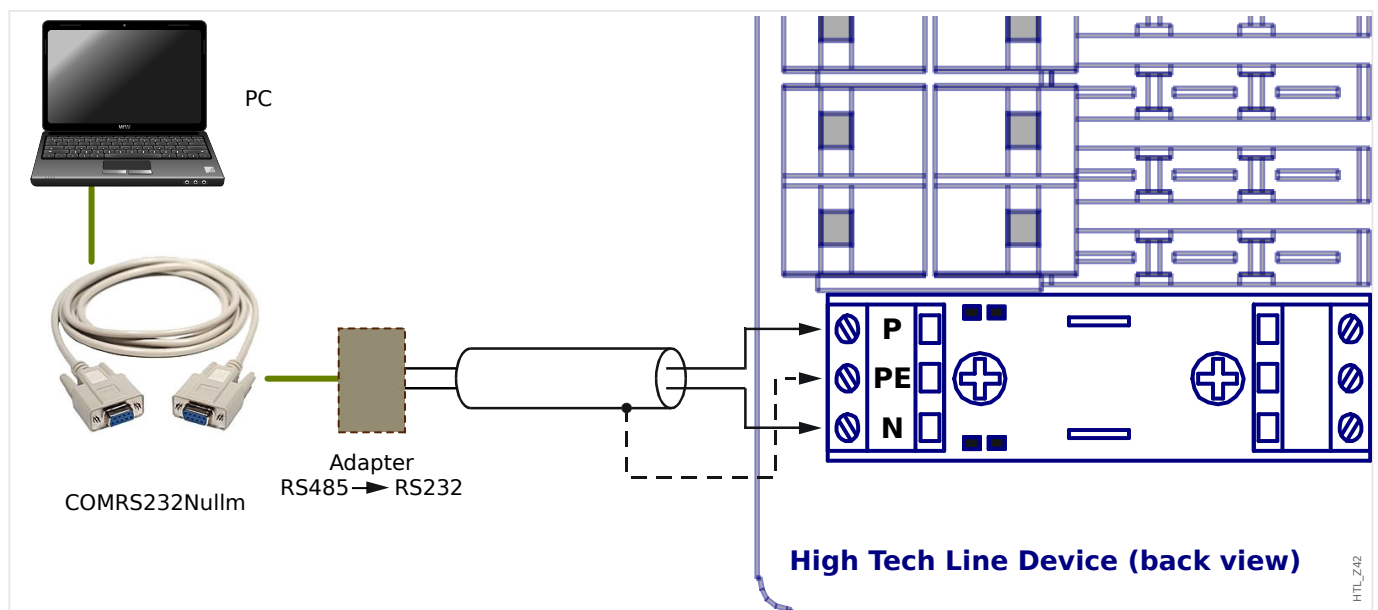 PC
COMRS232Nullm
Adapter
RS485 → RS232
P
PE
N
High Tech Line Device (back view)
HTL_Z42